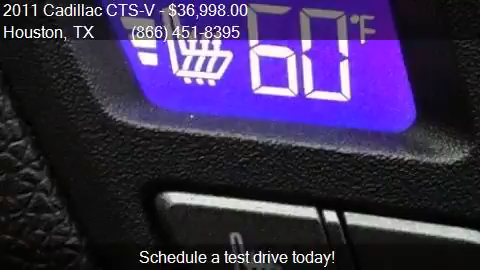 2011 Cadillac CTS-V - $36,998.00
Houston, TX (866) 451-8395
60°F
Schedule a test drive today!